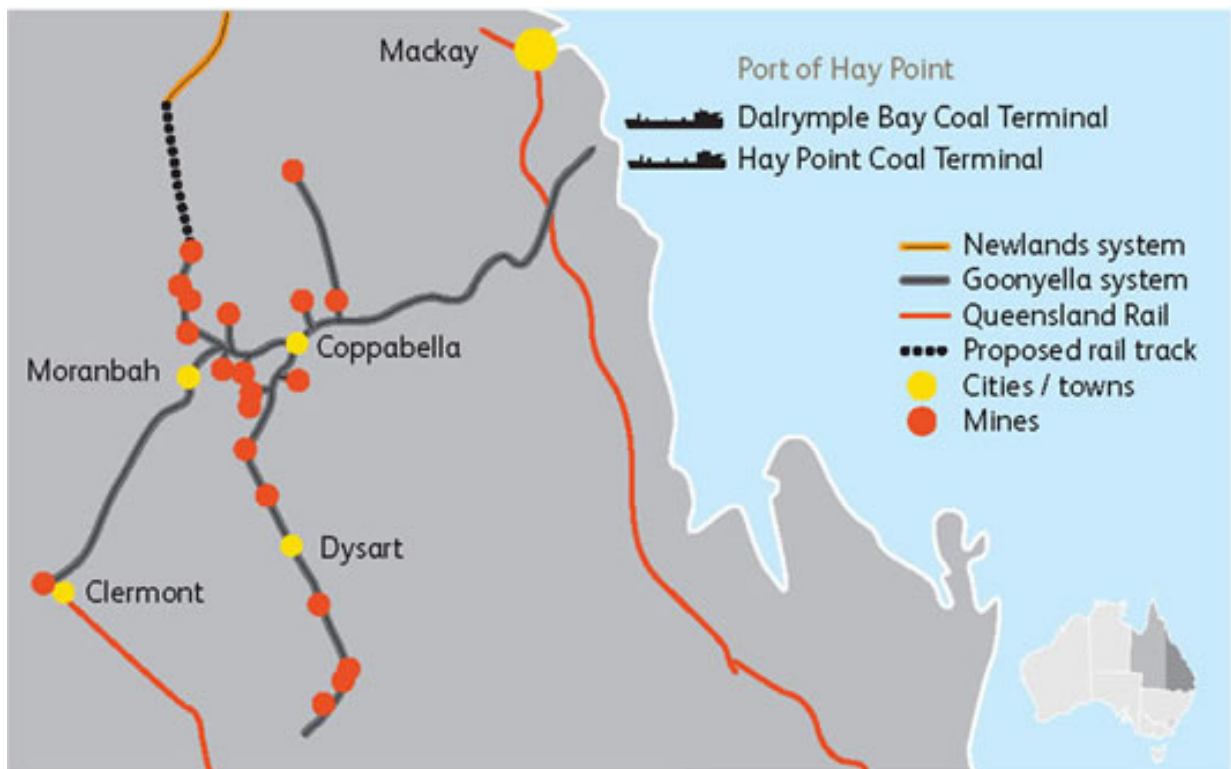 Mackay
Port of Hay Point
Dalrymple Bay Coal Terminal
Hay Point Coal Terminal
Newlands system
Goonyella system
Queensland Rail
Proposed rail track
Cities / towns
Mines
Coppabella
Moranbah
Dysart
Clermont